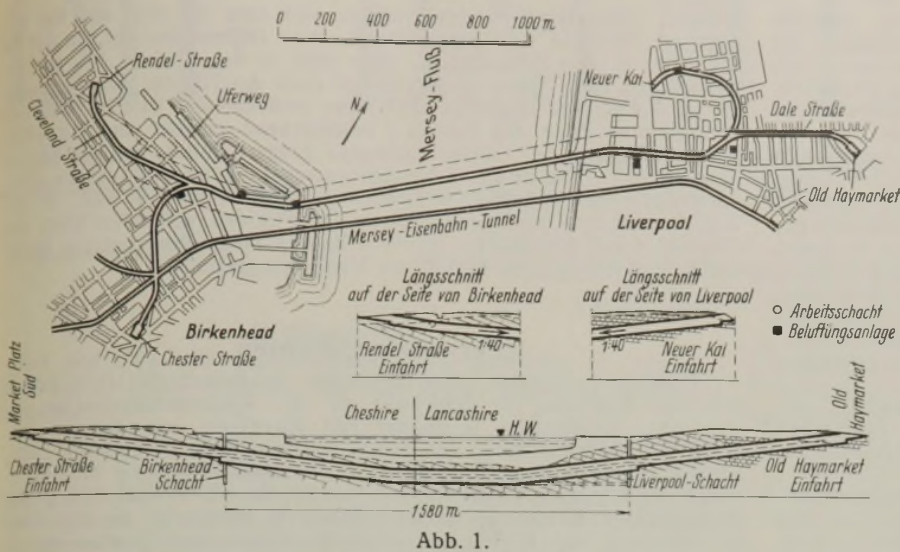 0 200 400 600 800 1000 m.
Rendel-Straße
Uferweg
Cleveland Straße
N
Mersey-Fluß
Neuer Kai
Dale Straße
Old Haymarket
Liverpool
Mersey-Eisenbahn-Tunnel
Birkenhead
Chester Straße
Längsschnitt
auf der Seite von Birkenhead
Rendel Straße
Einfahrt
1:40
Längsschnitt
auf der Seite von Liverpool
1:40
Neuer Kai
Einfahrt
Arbeitsschacht
Belüftungsanlage
Market Platz
Süd
Cheshire
Lancashire
H.W.
Old
Haymarket
Chester Straße
Einfahrt
Birkenhead-
Schacht
Liverpool-Schacht
Old Haymarket
Einfahrt
1580 m.
Abb. 1.